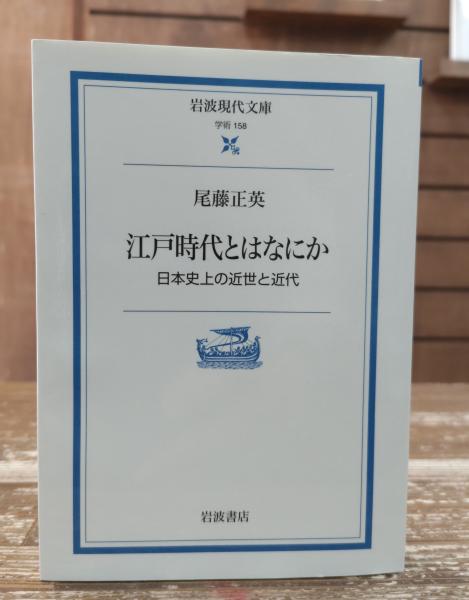 岩波現代文庫
学術 158
尾藤正英
江戸時代とはなにか
日本史上の近世と近代
岩波書店